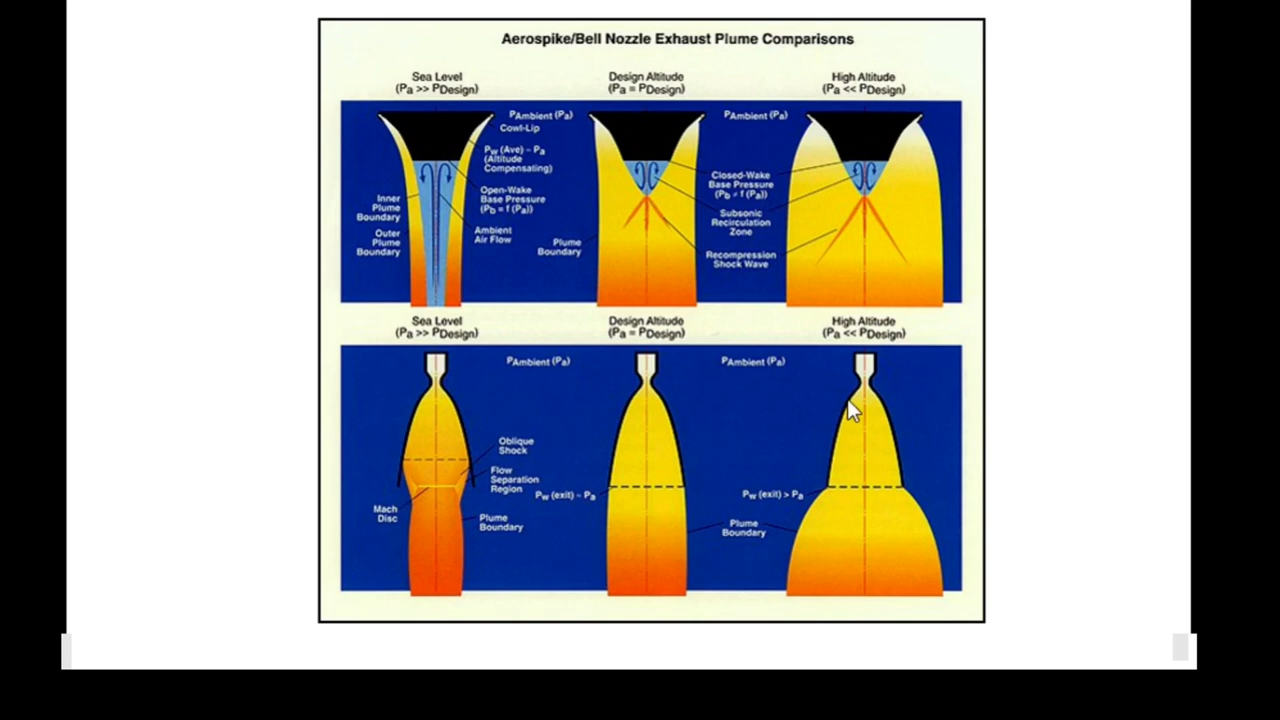 Aerospike/Bell Nozzle Exhaust Plume Comparisons
Sea Level
(Pa >> PDesign)
Design Altitude
(Pa = PDesign)
High Altitude
(Pa << PDesign)
PAmbient (Pa)
Cowl-Lip
Pw (Ave) ~ Pa
(Altitude
Compensating)
Open-Wake
Base Pressure
(Pb = f (Pa))
Ambient
Air Flow
Inner
Plume
Boundary
Outer
Plume
Boundary
Plume
Boundary
PAmbient (Pa)
Closed-Wake
Base Pressure
(Pb ≠ f (Pa))
Subsonic
Recirculation
Zone
Recompression
Shock Wave
Sea Level
(Pa >> PDesign)
Design Altitude
(Pa = PDesign)
High Altitude
(Pa << PDesign)
PAmbient (Pa)
PAmbient (Pa)
Oblique
Shock
Flow
Separation
Region
Mach
Disc
Plume
Boundary
Pw (exit) ~ Pa
Pw (exit) > Pa
Plume
Boundary